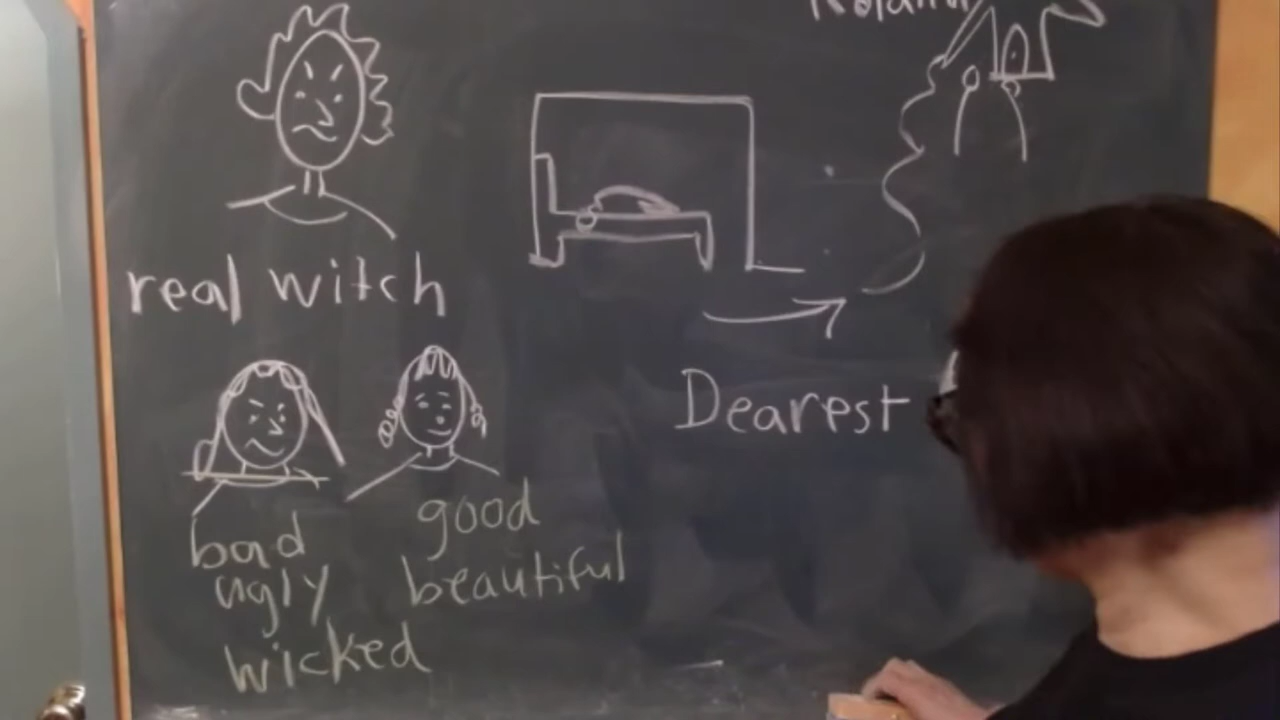 real witch
Dearest
bad
ugly
wicked
good
beautiful